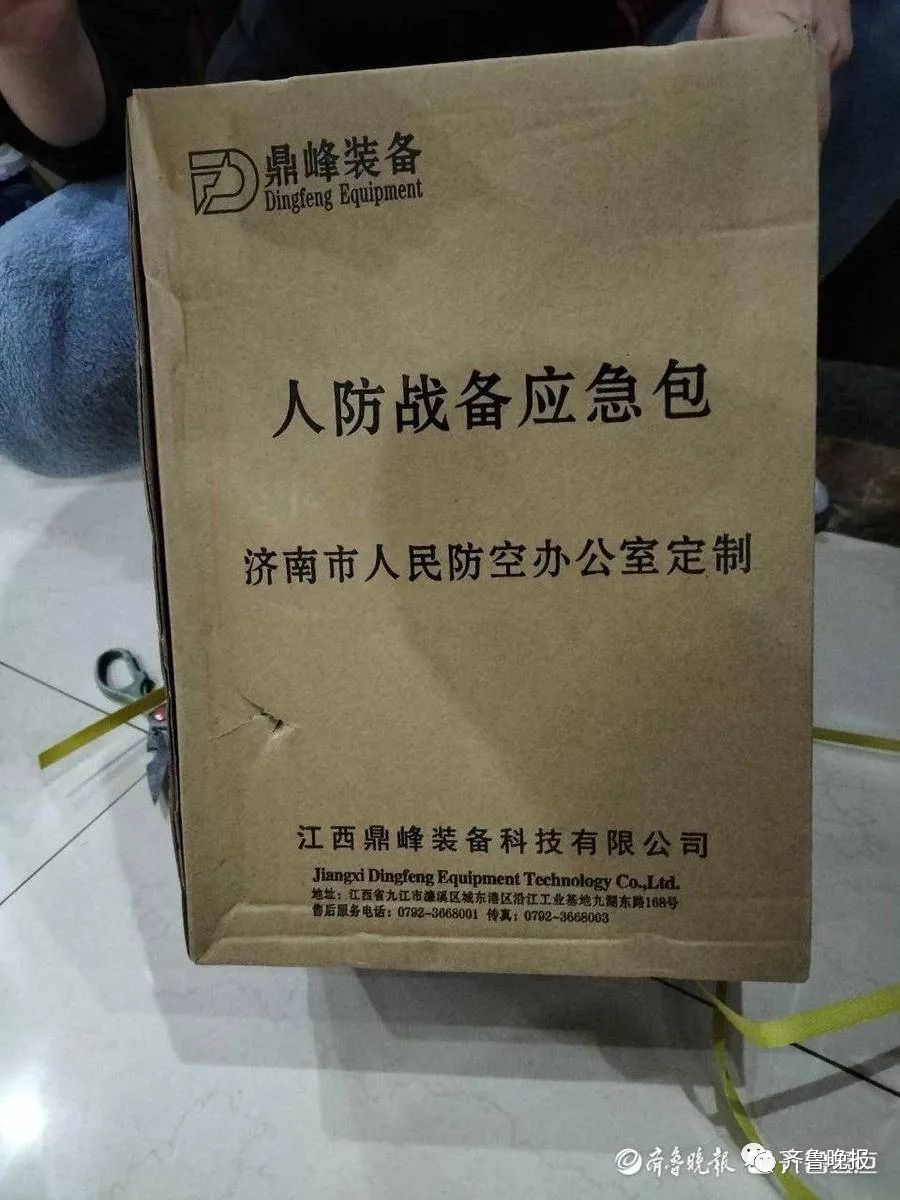 鼎峰装备
Dingfeng Equipment
人防战备应急包
济南市人民防空办公室定制
江西鼎峰装备科技有限公司
Jiangxi Dingfeng Equipment Technology Co.,Ltd.
地址：江西省九江市濂溪区城东港区沿江工业基地九湖东路168号
售后服务电话：0792-3668001 传真：0792-3668003
齐鲁晚报
齐鲁晚报